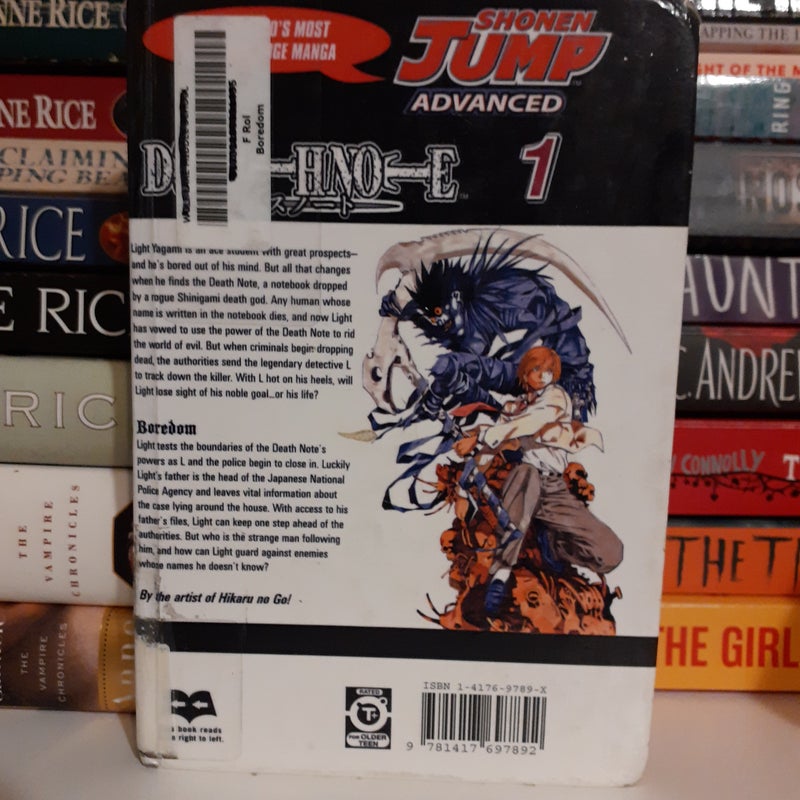 SHONEN
JUMP
ADVANCED
'S MOST
GE MANGA
F Rol
Boredom
D HNO E
スノート
1
Light Yagami is an ace student with great prospects—
and he's bored out of his mind. But all that changes
when he finds the Death Note, a notebook dropped
by a rogue Shinigami death god. Any human whose
name is written in the notebook dies, and now Light
has vowed to use the power of the Death Note to rid
the world of evil. But when criminals begin dropping
dead, the authorities send the legendary detective L
to track down the killer. With L hot on his heels, will
Light lose sight of his noble goal...or his life?
Boredom
Light tests the boundaries of the Death Note's
powers as L and the police begin to close in. Luckily
Light's father is the head of the Japanese National
Police Agency and leaves vital information about
the case lying around the house. With access to his
father's files, Light can keep one step ahead of the
authorities. But who is the strange man following
him, and how can Light guard against enemies
whose names he doesn't know?
By the artist of Hikaru no Go!
book reads
right to left.
RATED
T+
FOR OLDER
TEEN
ISBN 1-4176-9789-X
9 781417 697892
NNE RICE
NE RICE
CLAIMIN
PING BEA
RICE
E RIC
RIC
THE
VAMPIRE
CHRONICLES
THE
VAMPIRE
CHRONICLES
APPING THE
HT OF THE M
RING
AUNT
C. ANDREW
CONNOLLY T
THE T
THE GIRL